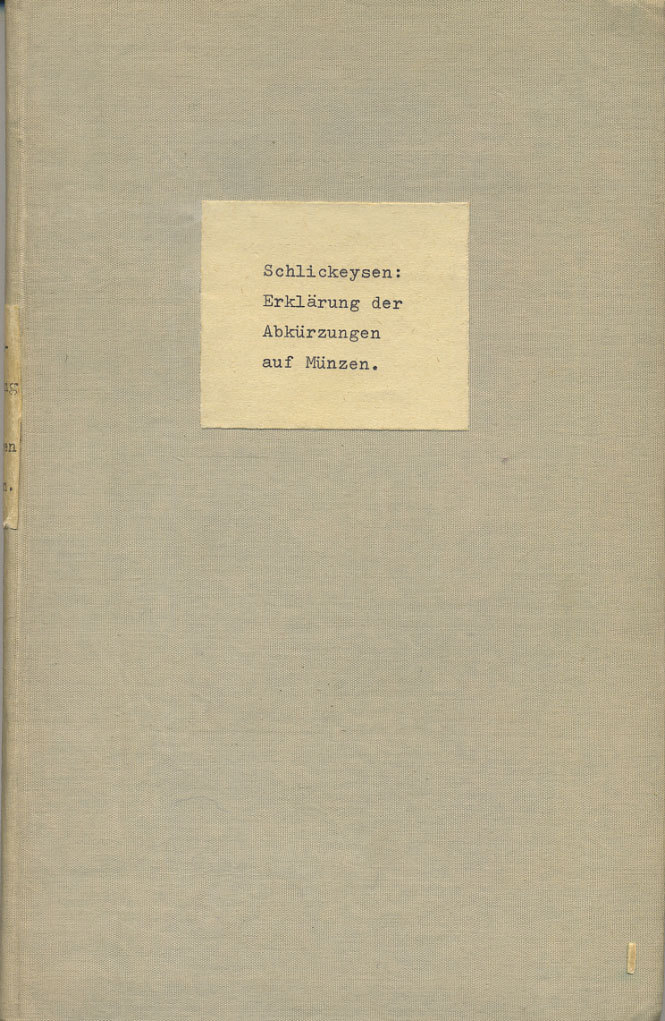 Schlickeysen:
Erklärung der
Abkürzungen
auf Münzen.